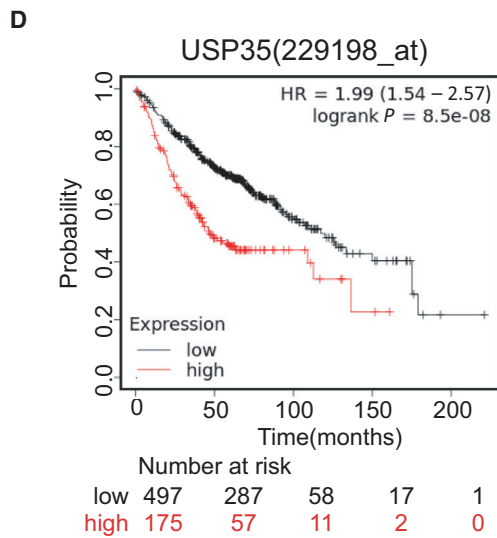 D
USP35(229198_at)
HR = 1.99 (1.54 – 2.57)
logrank P = 8.5e-08
Probability
1.0
0.8
0.6
0.4
0.2
0.0
Expression
low
high
0 50 100 150 200
Time(months)
Number at risk
low 497 287 58 17 1
high 175 57 11 2 0